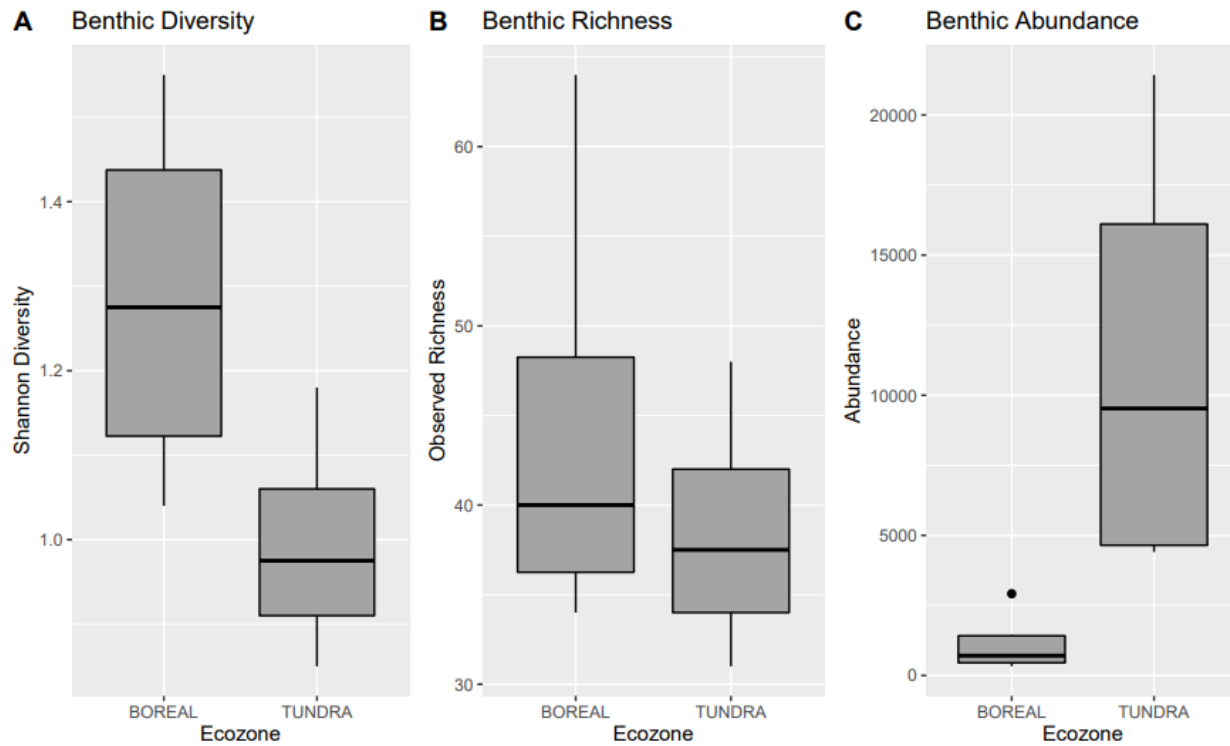 A Benthic Diversity
Shannon Diversity
1.4
1.2
1.0
BOREAL TUNDRA
Ecozone
B Benthic Richness
Observed Richness
60
50
40
30
BOREAL TUNDRA
Ecozone
C Benthic Abundance
Abundance
20000
15000
10000
5000
0
BOREAL TUNDRA
Ecozone